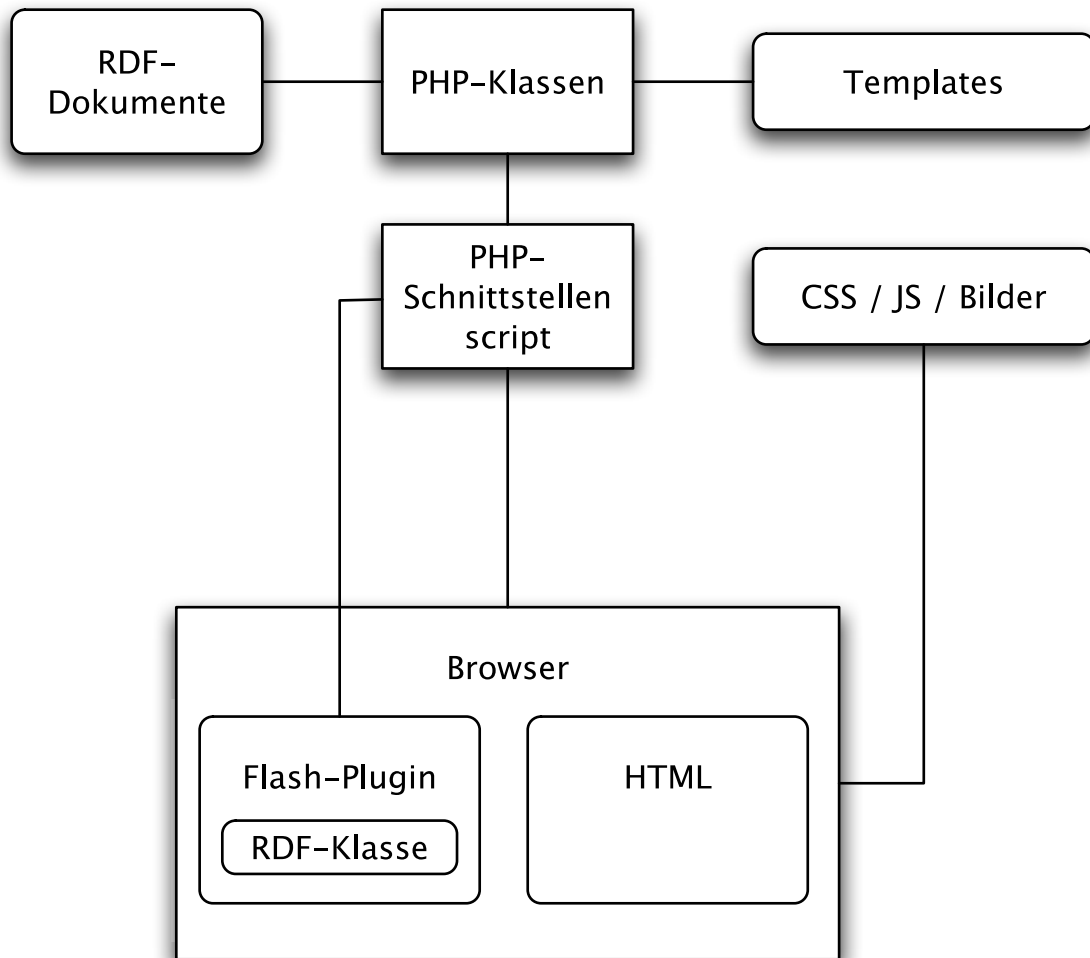 RDF–
Dokumente
PHP–Klassen
Templates
PHP–
Schnittstellen
script
CSS / JS / Bilder
Browser
Flash–Plugin
HTML
RDF–Klasse